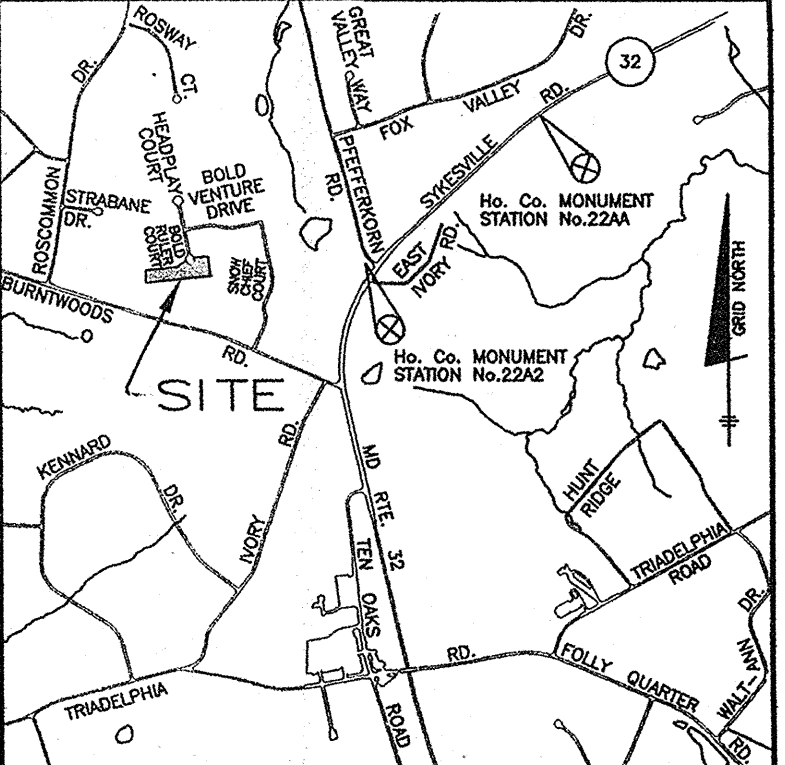 ROSWAY
CT.
DR.
GREAT
VALLEY WAY
DR.
32
FOX
VALLEY
RD.
SYKESVILLE
PFEFFERKORN
RD.
HEADPLAY
COURT
BOLD
VENTURE
DRIVE
STRABANE
DR.
ROSCOMMON
BOLD
RULER
COURT
SNOW
CHIEF
COURT
Ho. Co. MONUMENT
STATION No.22AA
EAST
IVORY RD.
GRID NORTH
BURNTWOODS
RD.
Ho. Co. MONUMENT
STATION No.22A2
SITE
KENNARD
DR.
IVORY
RD.
MD RTE. 32
TEN OAKS
ROAD
HUNT
RIDGE
TRIADELPHIA
ROAD
TRIADELPHIA
RD.
FOLLY QUARTER
RD.
WALT-ANN
DR.